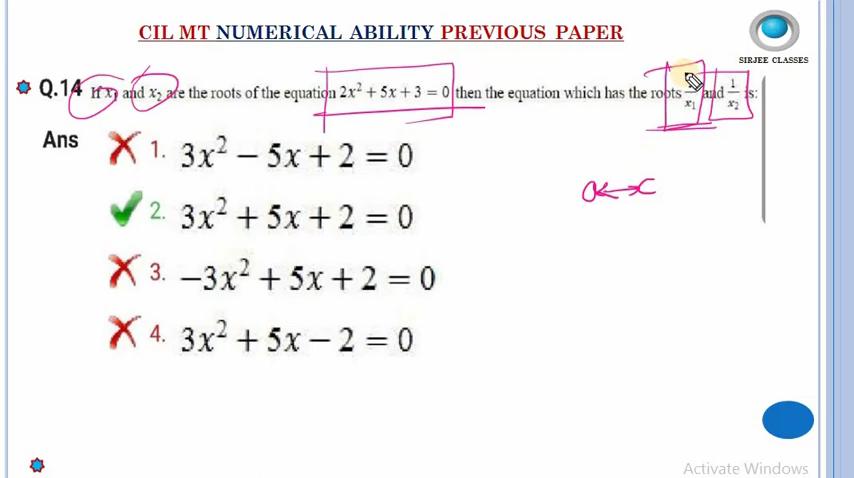 CIL MT NUMERICAL ABILITY PREVIOUS PAPER
SIRJEE CLASSES
Q.14 If x₁ and x₂ are the roots of the equation 2x² + 5x + 3 = 0 then the equation which has the roots 1/x₁ and 1/x₂ is:
Ans
1. 3x² − 5x + 2 = 0
2. 3x² + 5x + 2 = 0
3. −3x² + 5x + 2 = 0
4. 3x² + 5x − 2 = 0
a↔c
Activate Windows